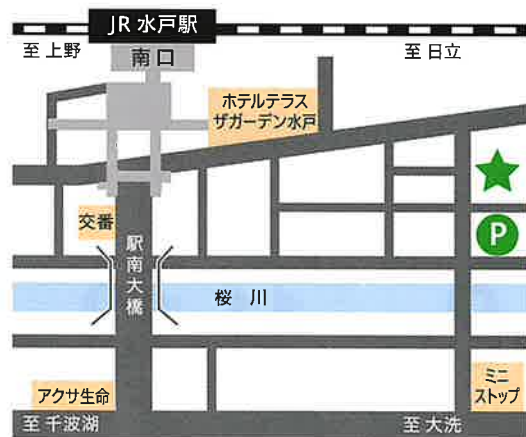 JR 水戸駅
至 上野
南口
至 日立
ホテルテラス
ザガーデン水戸
交番
P
駅南大橋
桜 川
アクサ生命
ミニ
ストップ
至 千波湖
至 大洗